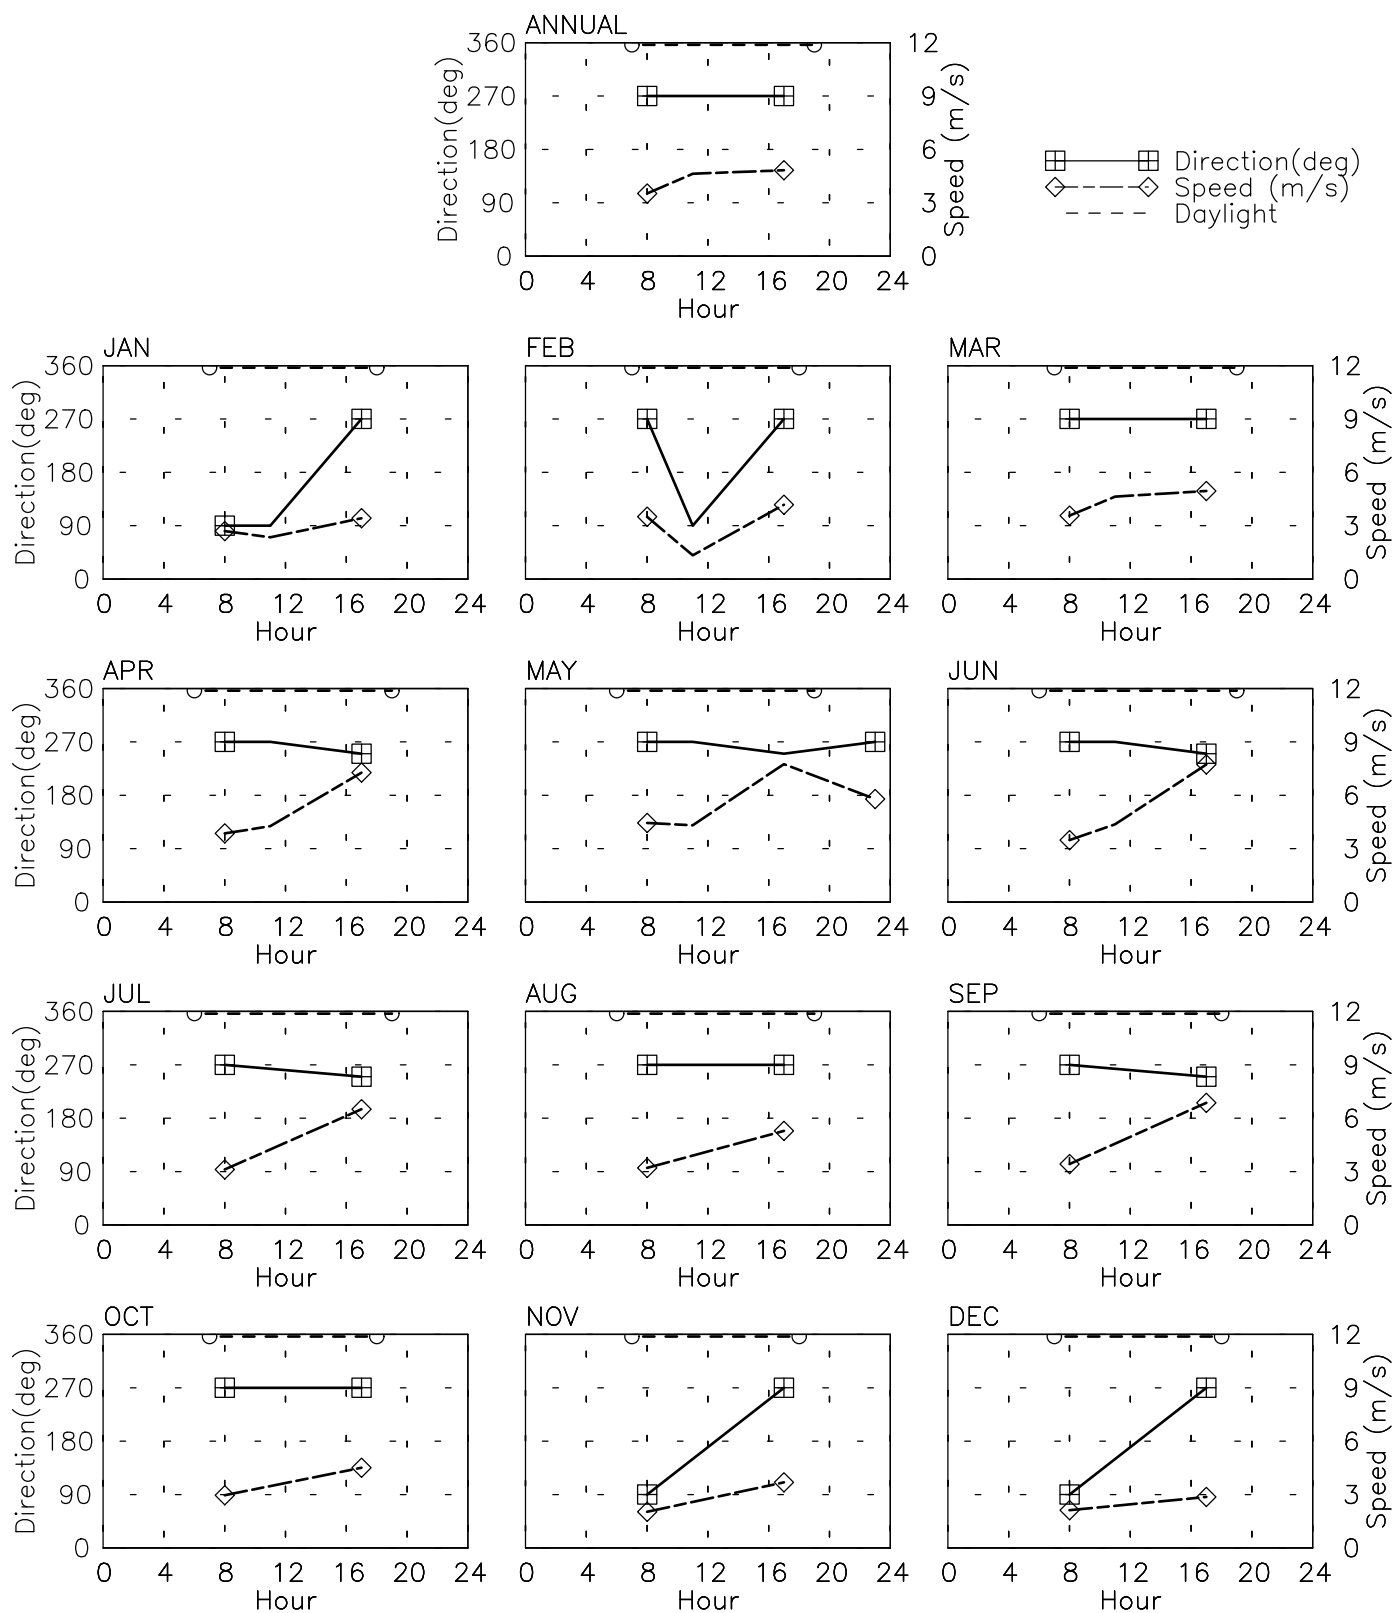 ANNUAL
360 12
270 9
180 6
90 3
0 0
Direction(deg)
Speed (m/s)
0 4 8 12 16 20 24
Hour
Direction(deg)
Speed (m/s)
Daylight
JAN FEB MAR
360 12
270 9
180 6
90 3
0 0
Direction(deg)
Speed (m/s)
0 4 8 12 16 20 24 0 4 8 12 16 20 24 0 4 8 12 16 20 24
Hour Hour Hour
APR MAY JUN
360 12
270 9
180 6
90 3
0 0
Direction(deg)
Speed (m/s)
0 4 8 12 16 20 24 0 4 8 12 16 20 24 0 4 8 12 16 20 24
Hour Hour Hour
JUL AUG SEP
360 12
270 9
180 6
90 3
0 0
Direction(deg)
Speed (m/s)
0 4 8 12 16 20 24 0 4 8 12 16 20 24 0 4 8 12 16 20 24
Hour Hour Hour
OCT NOV DEC
360 12
270 9
180 6
90 3
0 0
Direction(deg)
Speed (m/s)
0 4 8 12 16 20 24 0 4 8 12 16 20 24 0 4 8 12 16 20 24
Hour Hour Hour